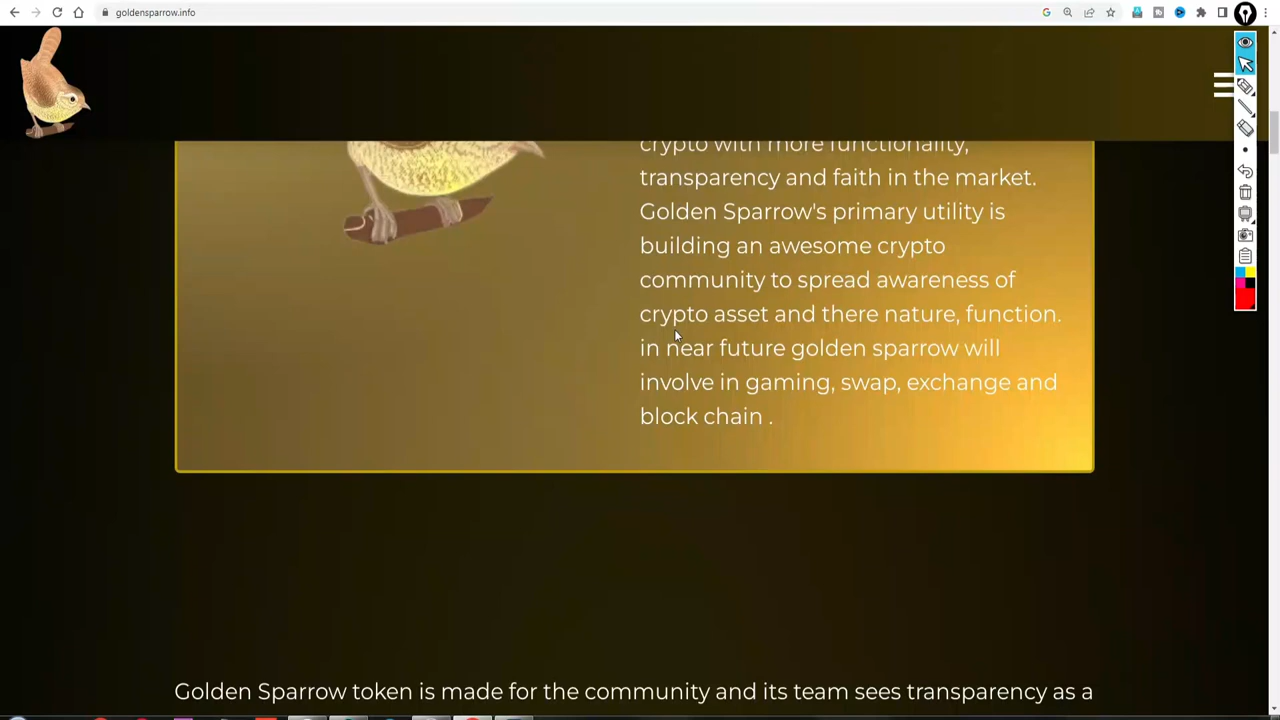 goldensparrow.info
crypto with more functionality,
transparency and faith in the market.
Golden Sparrow's primary utility is
building an awesome crypto
community to spread awareness of
crypto asset and there nature, function.
in near future golden sparrow will
involve in gaming, swap, exchange and
block chain .
Golden Sparrow token is made for the community and its team sees transparency as a